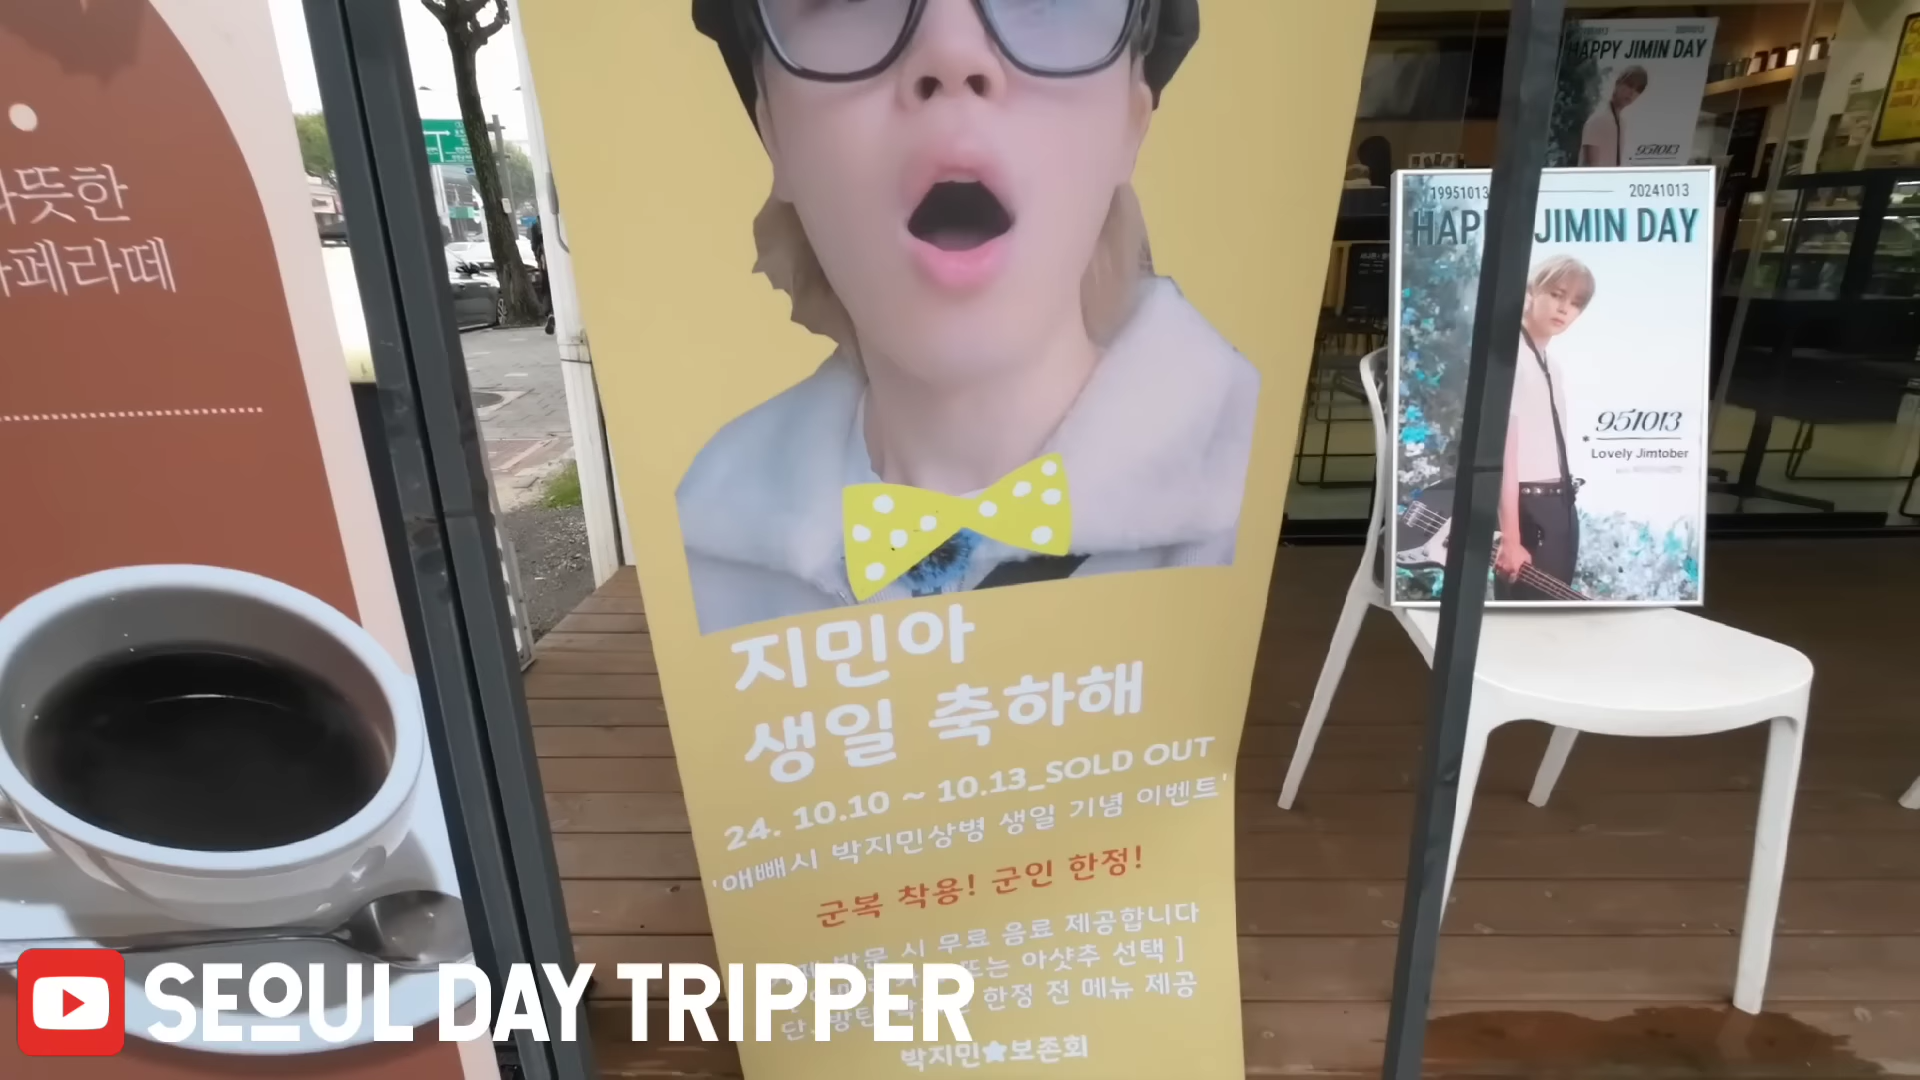 뜻한
페라떼
지민아
생일 축하해
24. 10.10 ~ 10.13_SOLD OUT
'애빼시 박지민상병 생일 기념 이벤트'
군복 착용! 군인 한정!
방문 시 무료 음료 제공합니다
또는 아샷추 선택 ]
단, 방탄 한정 전 메뉴 제공
박지민★보존회
HAPPY JIMIN DAY
951013
19951013 20241013
HAPP JIMIN DAY
951013
* Lovely Jimtober
SEOUL DAY TRIPPER